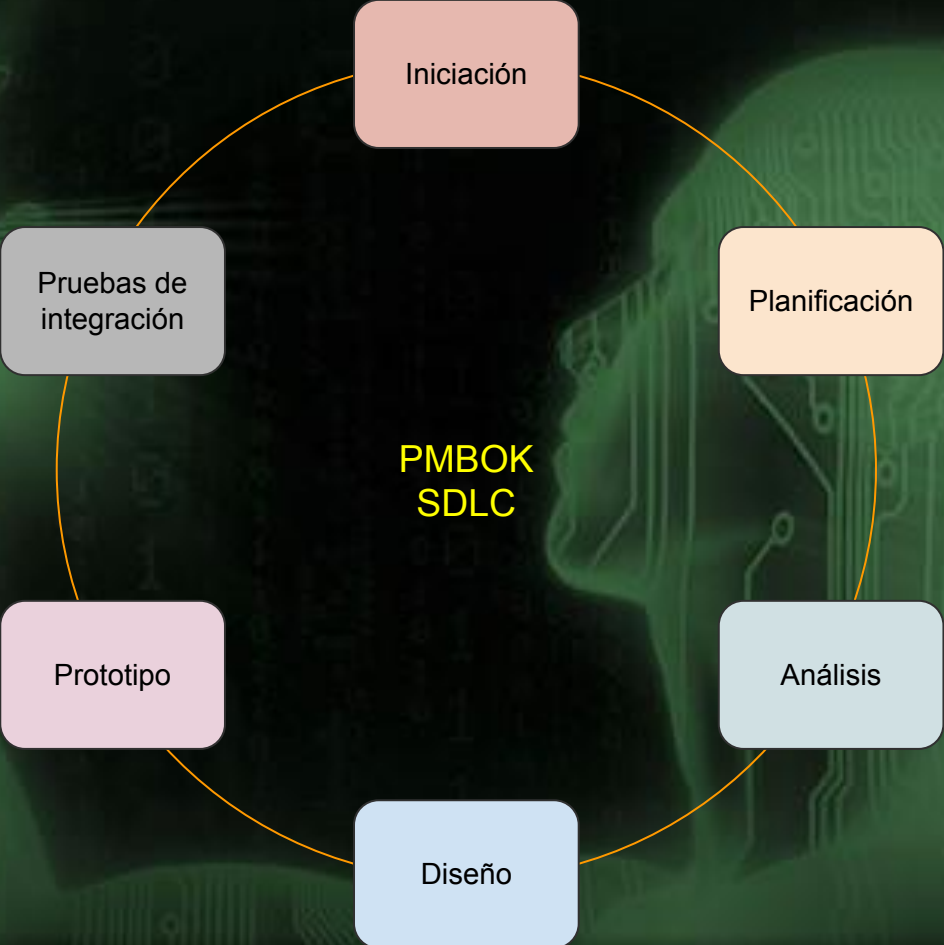 Iniciación
Planificación
Análisis
Diseño
Prototipo
Pruebas de
integración
PMBOK
SDLC